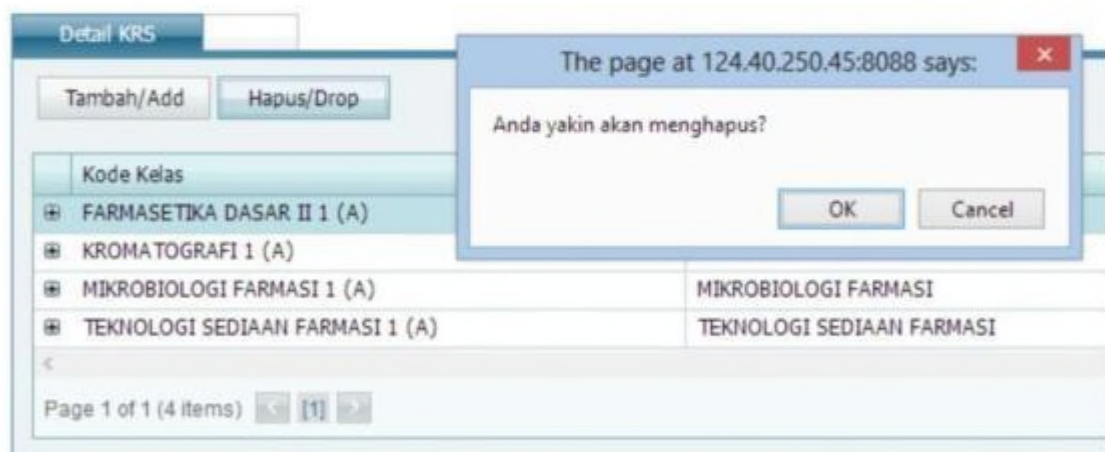 Detail KRS
The page at 124.40.250.45:8088 says:
Tambah/Add Hapus/Drop
Anda yakin akan menghapus?
OK Cancel
Kode Kelas
FARMASETIKA DASAR II 1 (A)
KROMATOGRAFI 1 (A)
MIKROBIOLOGI FARMASI 1 (A) MIKROBIOLOGI FARMASI
TEKNOLOGI SEDIAAN FARMASI 1 (A) TEKNOLOGI SEDIAAN FARMASI
Page 1 of 1 (4 items) < [1] >